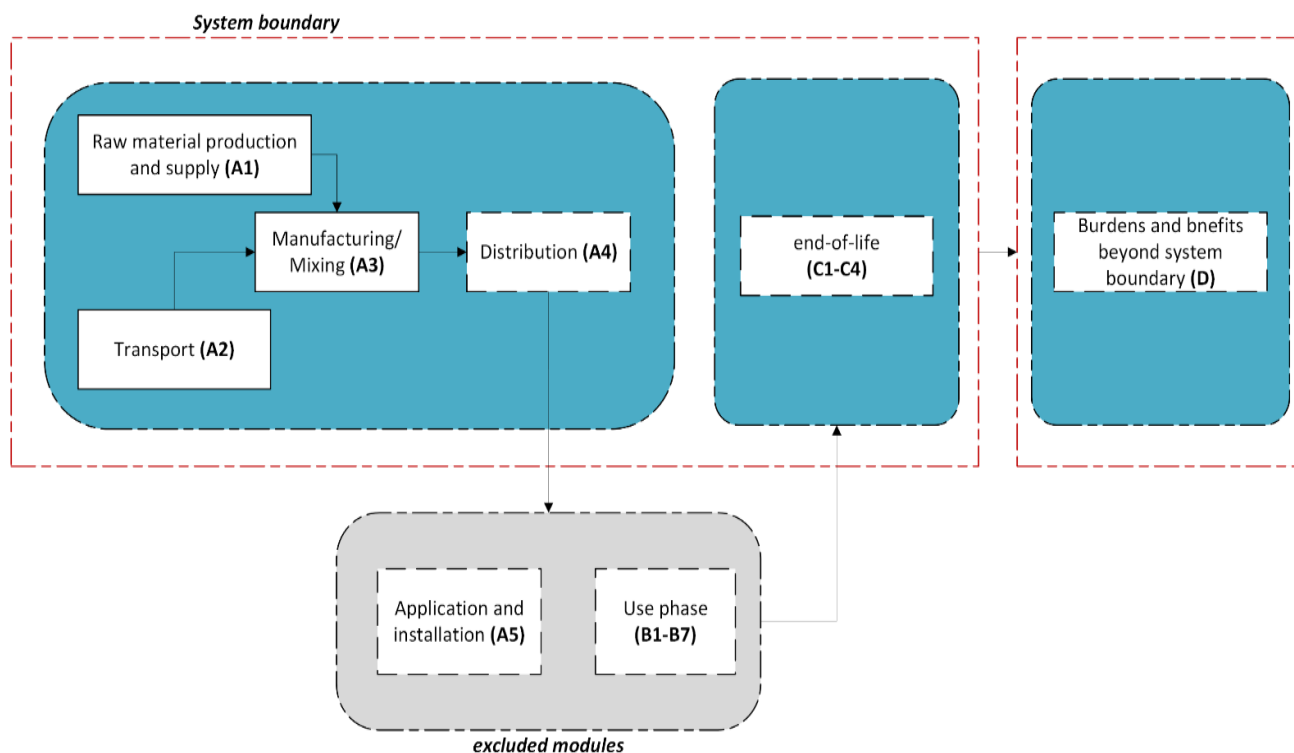 System boundary
Raw material production
and supply (A1)
Manufacturing/
Mixing (A3)
Distribution (A4)
Transport (A2)
end-of-life
(C1-C4)
Burdens and bnefits
beyond system
boundary (D)
Application and
installation (A5)
Use phase
(B1-B7)
excluded modules